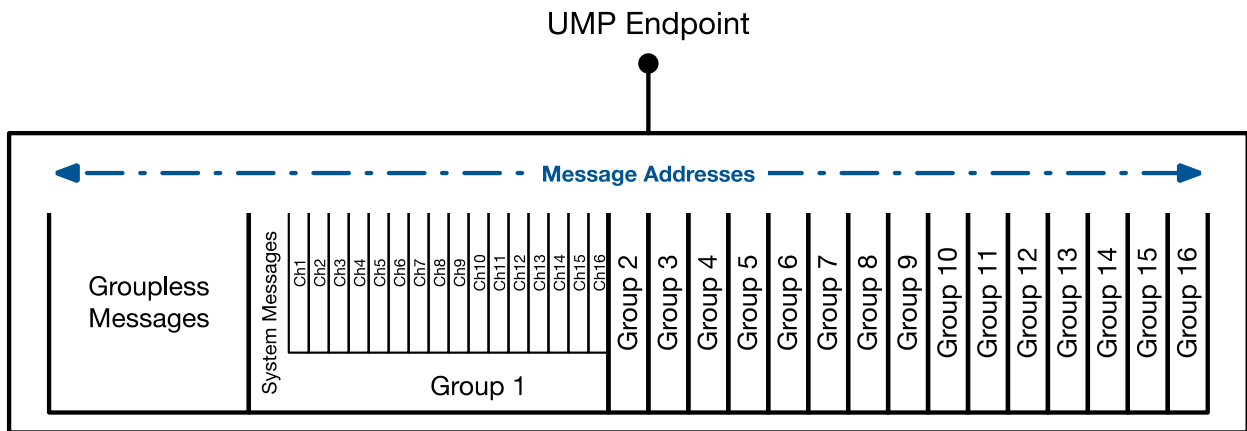 UMP Endpoint
Message Addresses
Groupless
Messages
System Messages
Ch1
Ch2
Ch3
Ch4
Ch5
Ch6
Ch7
Ch8
Ch9
Ch10
Ch11
Ch12
Ch13
Ch14
Ch15
Ch16
Group 1
Group 2
Group 3
Group 4
Group 5
Group 6
Group 7
Group 8
Group 9
Group 10
Group 11
Group 12
Group 13
Group 14
Group 15
Group 16